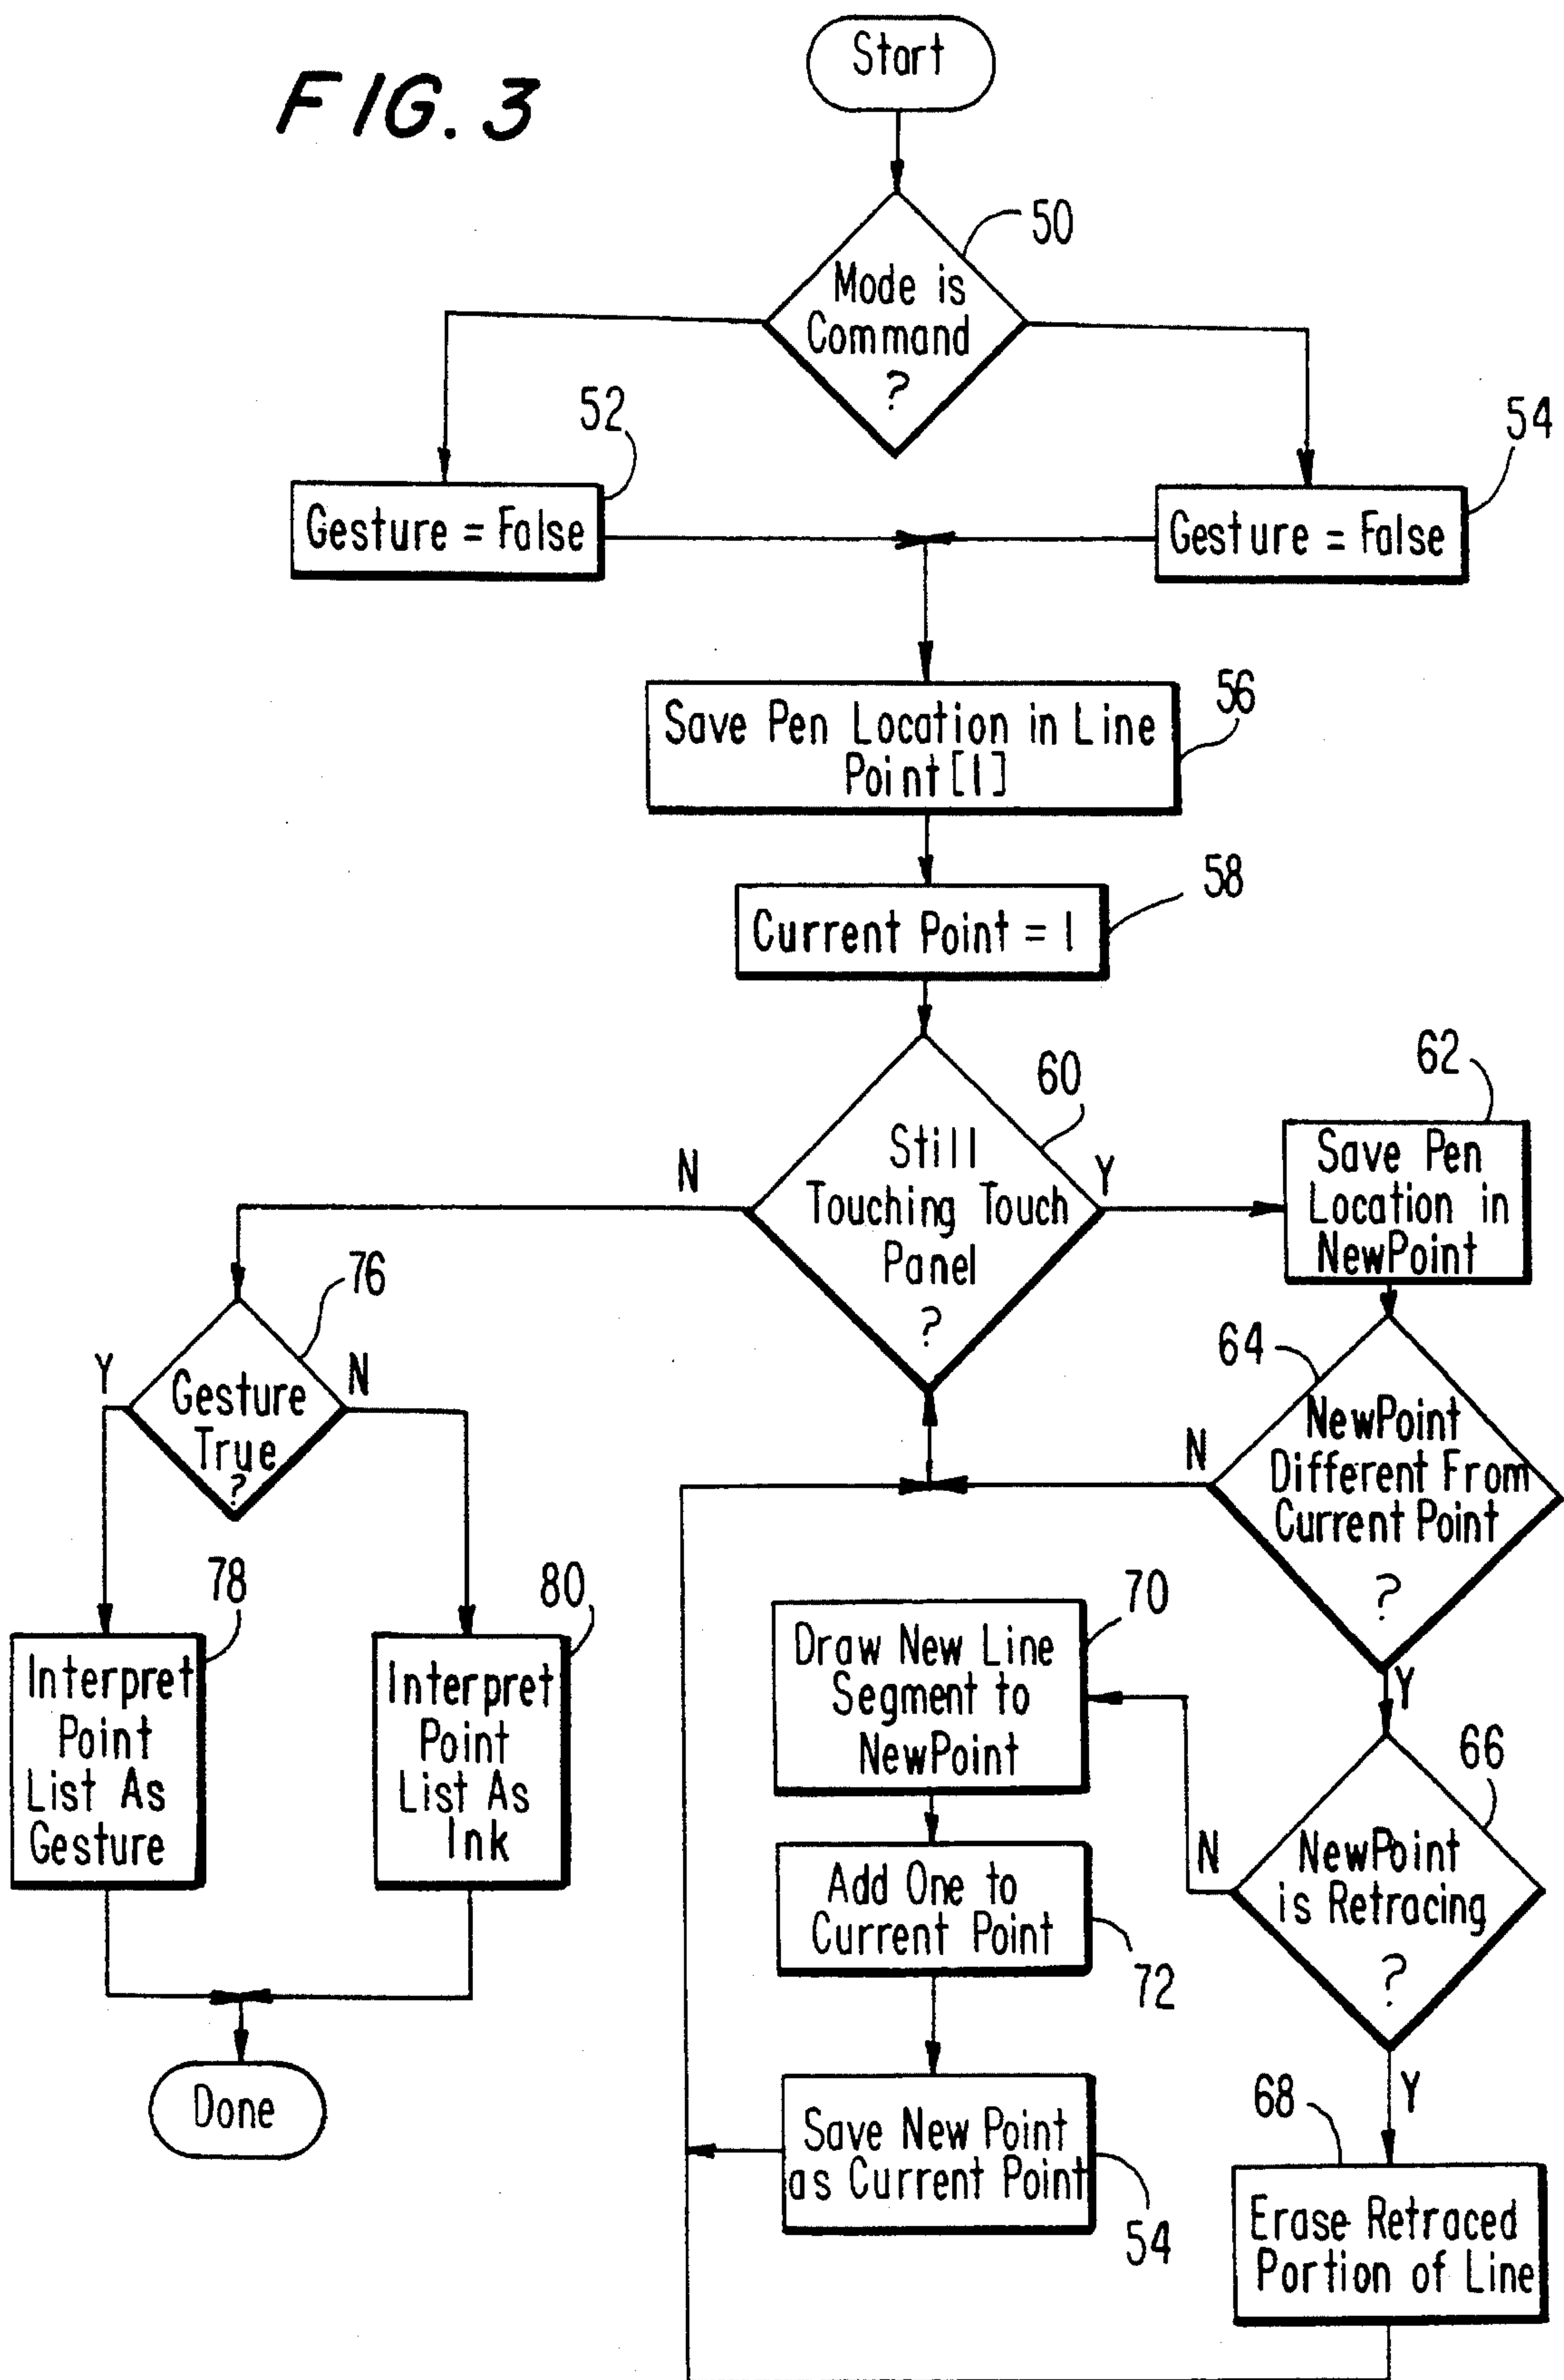 FIG. 3
Start
50
Mode is
Command
?
52
54
Gesture = False
Gesture = False
56
Save Pen Location in Line
Point[1]
58
Current Point = 1
60
62
Still
Touching Touch
Panel
?
N
Y
Save Pen
Location in
NewPoint
76
64
Gesture
True
?
Y
N
NewPoint
Different From
Current Point
?
N
Y
78
80
70
Interpret
Point
List As
Gesture
Interpret
Point
List As
Ink
Draw New Line
Segment to
NewPoint
66
NewPoint
is Retracing
?
N
Y
Add One to
Current Point
72
Done
Save New Point
as Current Point
54
68
Erase Retraced
Portion of Line